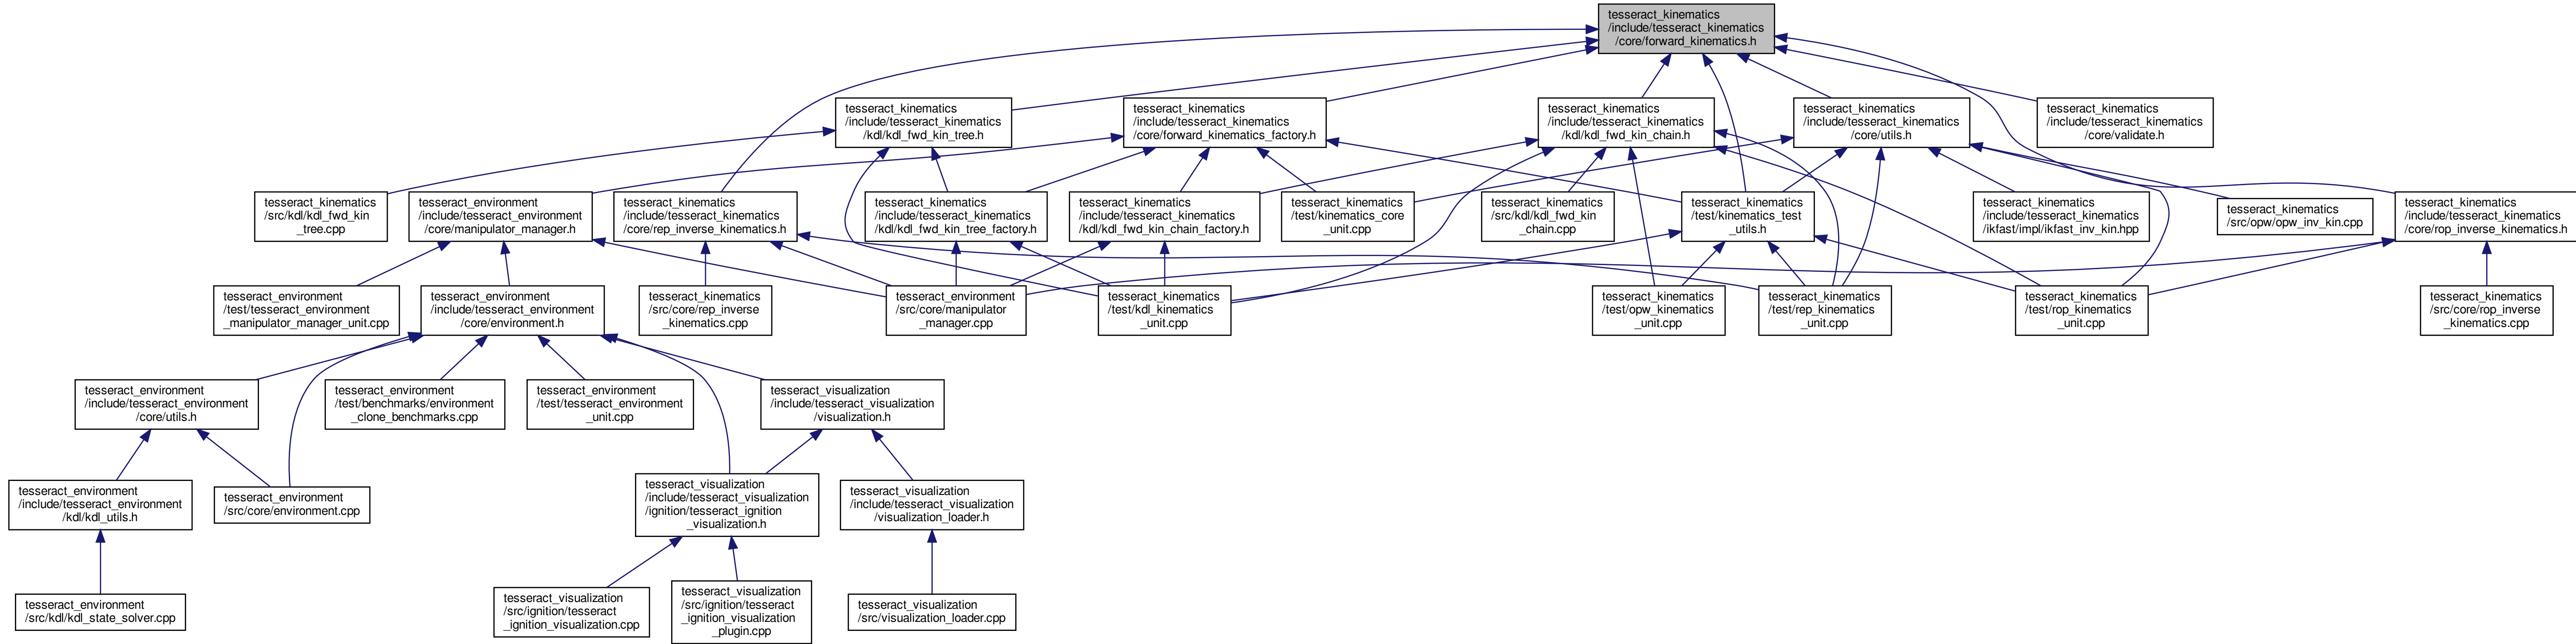 tesseract_kinematics
/include/tesseract_kinematics
/core/forward_kinematics.h
tesseract_kinematics
/include/tesseract_kinematics
/kdl/kdl_fwd_kin_tree.h
tesseract_kinematics
/include/tesseract_kinematics
/core/forward_kinematics_factory.h
tesseract_kinematics
/include/tesseract_kinematics
/kdl/kdl_fwd_kin_chain.h
tesseract_kinematics
/include/tesseract_kinematics
/core/utils.h
tesseract_kinematics
/include/tesseract_kinematics
/core/validate.h
tesseract_kinematics
/src/kdl/kdl_fwd_kin
_tree.cpp
tesseract_environment
/include/tesseract_environment
/core/manipulator_manager.h
tesseract_kinematics
/include/tesseract_kinematics
/core/rep_inverse_kinematics.h
tesseract_kinematics
/include/tesseract_kinematics
/kdl/kdl_fwd_kin_tree_factory.h
tesseract_kinematics
/include/tesseract_kinematics
/kdl/kdl_fwd_kin_chain_factory.h
tesseract_kinematics
/test/kinematics_core
_unit.cpp
tesseract_kinematics
/src/kdl/kdl_fwd_kin
_chain.cpp
tesseract_kinematics
/test/kinematics_test
_utils.h
tesseract_kinematics
/include/tesseract_kinematics
/ikfast/impl/ikfast_inv_kin.hpp
tesseract_kinematics
/src/opw/opw_inv_kin.cpp
tesseract_kinematics
/include/tesseract_kinematics
/core/rop_inverse_kinematics.h
tesseract_environment
/test/tesseract_environment
_manipulator_manager_unit.cpp
tesseract_environment
/include/tesseract_environment
/core/environment.h
tesseract_kinematics
/src/core/rep_inverse
_kinematics.cpp
tesseract_environment
/src/core/manipulator
_manager.cpp
tesseract_kinematics
/test/kdl_kinematics
_unit.cpp
tesseract_kinematics
/test/opw_kinematics
_unit.cpp
tesseract_kinematics
/test/rep_kinematics
_unit.cpp
tesseract_kinematics
/test/rop_kinematics
_unit.cpp
tesseract_kinematics
/src/core/rop_inverse
_kinematics.cpp
tesseract_environment
/include/tesseract_environment
/core/utils.h
tesseract_environment
/test/benchmarks/environment
_clone_benchmarks.cpp
tesseract_environment
/test/tesseract_environment
_unit.cpp
tesseract_visualization
/include/tesseract_visualization
/visualization.h
tesseract_environment
/include/tesseract_environment
/kdl/kdl_utils.h
tesseract_environment
/src/core/environment.cpp
tesseract_visualization
/include/tesseract_visualization
/ignition/tesseract_ignition
_visualization.h
tesseract_visualization
/include/tesseract_visualization
/visualization_loader.h
tesseract_environment
/src/kdl/kdl_state_solver.cpp
tesseract_visualization
/src/ignition/tesseract
_ignition_visualization.cpp
tesseract_visualization
/src/ignition/tesseract
_ignition_visualization
_plugin.cpp
tesseract_visualization
/src/visualization_loader.cpp